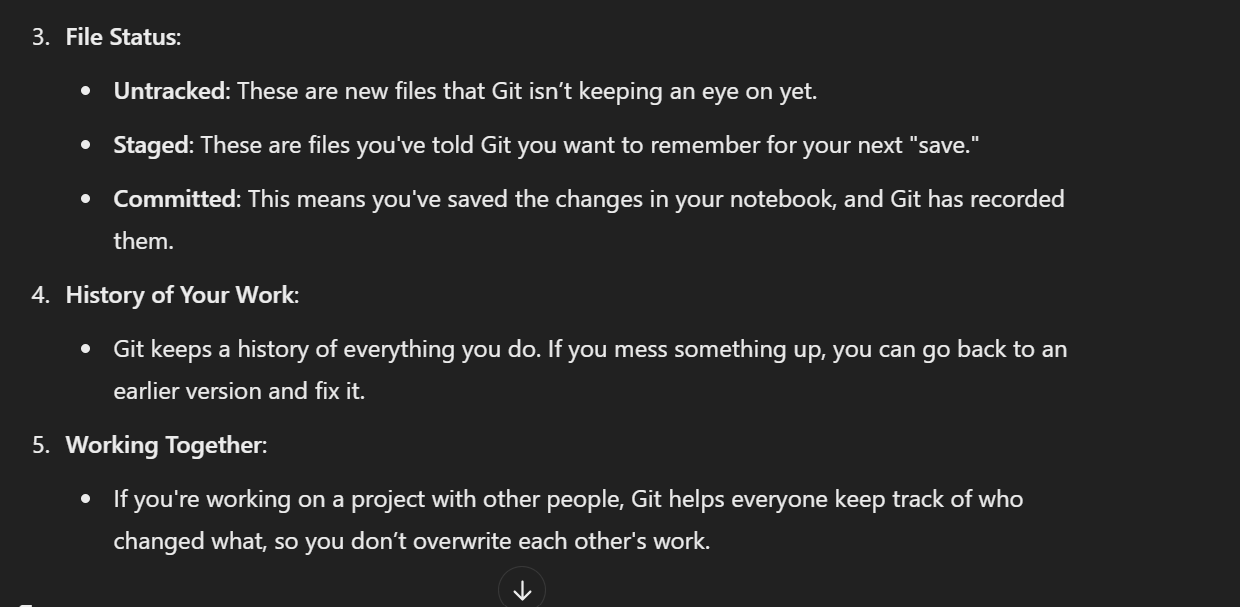 3. File Status:
• Untracked: These are new files that Git isn’t keeping an eye on yet.
• Staged: These are files you've told Git you want to remember for your next "save."
• Committed: This means you've saved the changes in your notebook, and Git has recorded
them.
4. History of Your Work:
• Git keeps a history of everything you do. If you mess something up, you can go back to an
earlier version and fix it.
5. Working Together:
• If you're working on a project with other people, Git helps everyone keep track of who
changed what, so you don’t overwrite each other's work.